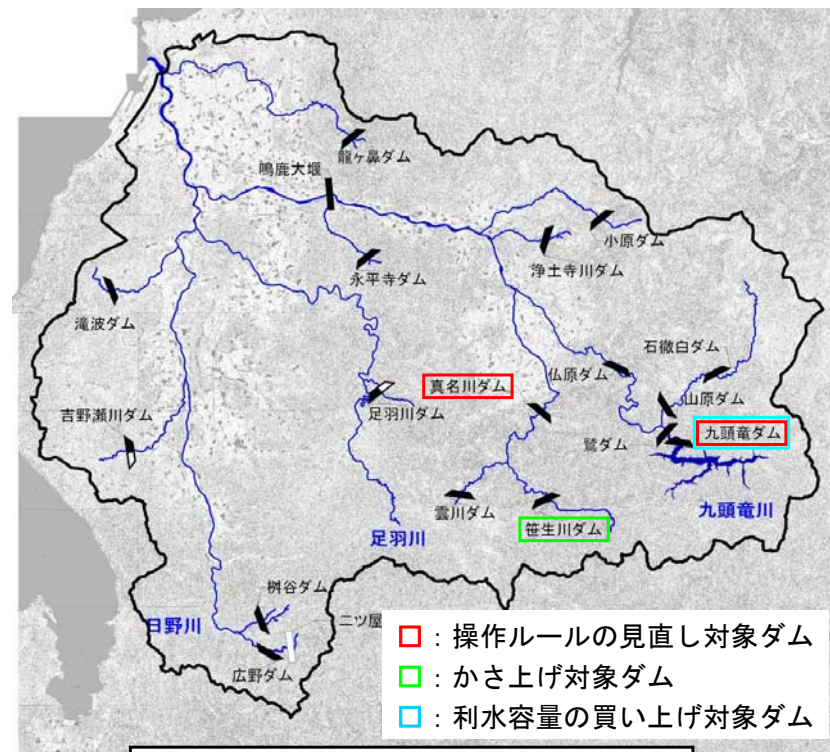 龍ヶ鼻ダム
鳴鹿大堰
小原ダム
浄土寺川ダム
永平寺ダム
滝波ダム
石徹白ダム
仏原ダム
真名川ダム
山原ダム
足羽川ダム
吉野瀬川ダム
九頭竜ダム
鷲ダム
雲川ダム
九頭竜川
笹生川ダム
足羽川
桝谷ダム
日野川
二ツ屋
広野ダム
：操作ルールの見直し対象ダム
：かさ上げ対象ダム
：利水容量の買い上げ対象ダム